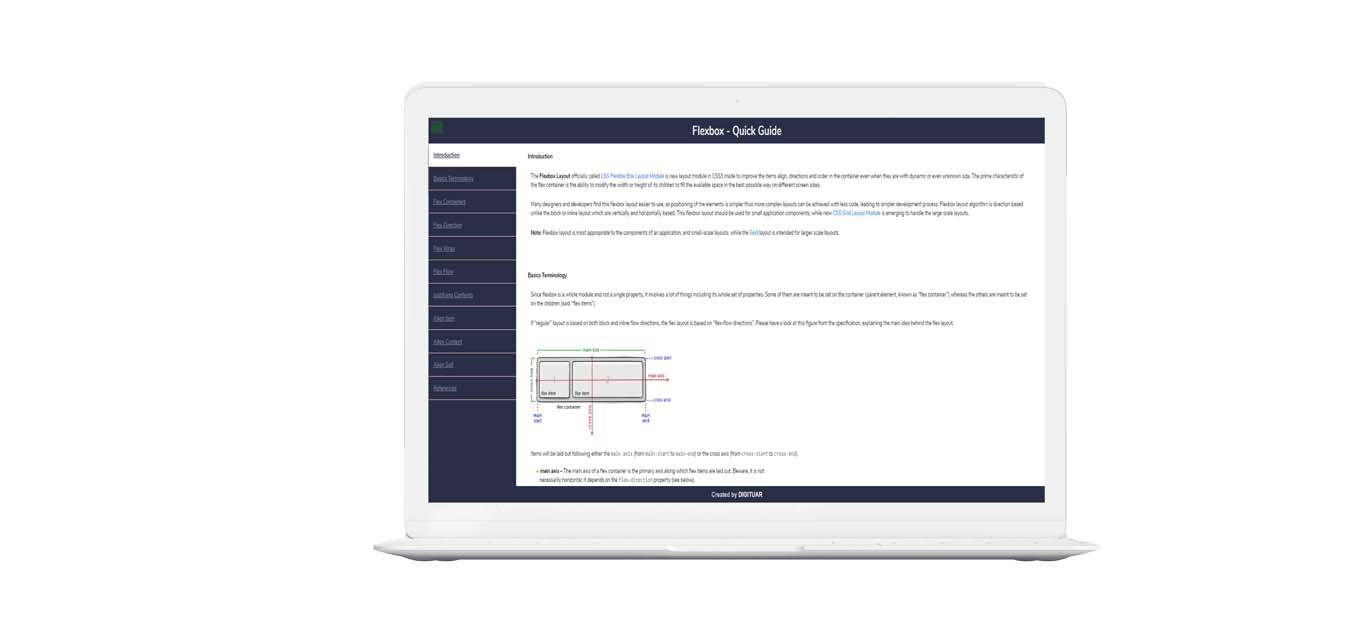 Flexbox - Quick Guide
Introduction
Basics Terminology
Flex Containers
Flex Direction
Flex Wrap
Flex Flow
Justifying Contents
Align Item
Align Content
Align Self
References
Introduction
The Flexbox Layout officially called CSS Flexible Box Layout Module is new layout module in CSS3 made to improve the items align, directions and order in the container even when they are with dynamic or even unknown size. The prime characteristic of
the flex container is the ability to modify the width or height of its children to fill the available space in the best possible way on different screen sizes.
Many designers and developers find this flexbox layout easier to use, as positioning of the elements is simpler thus more complex layouts can be achieved with less code, leading to simpler development process. Flexbox layout algorithm is direction based
unlike the block or inline layout which are vertically and horizontally based. This flexbox layout should be used for small application components, while new CSS Grid Layout Module is emerging to handle the large scale layouts.
Note: Flexbox layout is most appropriate to the components of an application, and small-scale layouts, while the Grid layout is intended for larger scale layouts.
Basics Terminology
Since flexbox is a whole module and not a single property, it involves a lot of things including its whole set of properties. Some of them are meant to be set on the container (parent element, known as "flex container") whereas the others are meant to be set
on the children (said "flex items").
If "regular" layout is based on both block and inline flow directions, the flex layout is based on "flex-flow directions". Please have a look at this figure from the specification, explaining the main idea behind the flex layout.
main size
cross start
cross size
main axis
flex item
flex item
cross end
flex container
main
start
cross axis
main
end
Items will be laid out following either the main axis (from main-start to main-end) or the cross axis (from cross-start to cross-end).
main axis – The main axis of a flex container is the primary axis along which flex items are laid out. Beware, it is not
necessarily horizontal; it depends on the flex-direction property (see below).
Created by DIGITUAR